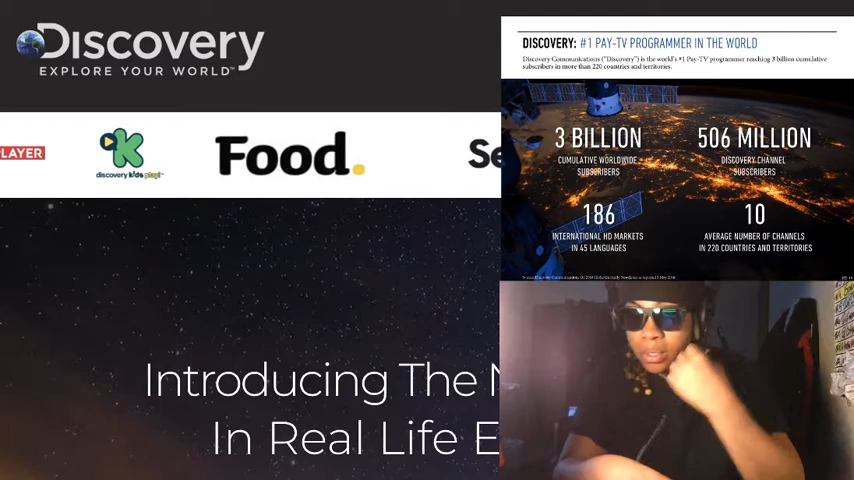 Discovery
EXPLORE YOUR WORLD™
LAYER
discovery kids play!™
Food.
Se
Introducing The N
In Real Life E
DISCOVERY: #1 PAY-TV PROGRAMMER IN THE WORLD
Discovery Communications ("Discovery") is the world's #1 Pay-TV programmer reaching 3 billion cumulative
subscribers in more than 220 countries and territories.
3 BILLION
CUMULATIVE WORLDWIDE
SUBSCRIBERS
506 MILLION
DISCOVERY CHANNEL
SUBSCRIBERS
186
INTERNATIONAL HD MARKETS
IN 45 LANGUAGES
10
AVERAGE NUMBER OF CHANNELS
IN 220 COUNTRIES AND TERRITORIES